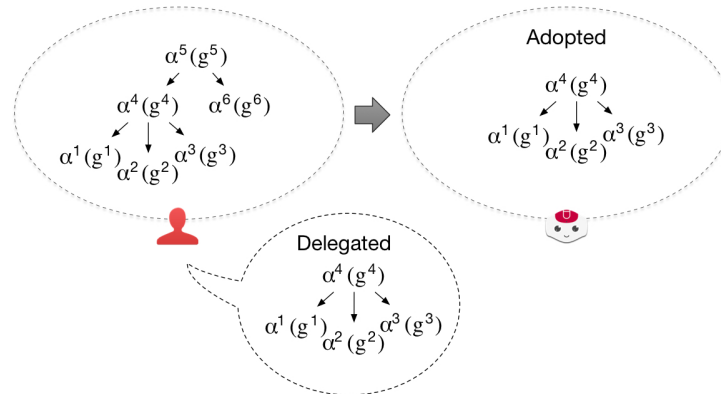 α⁵(g⁵)
α⁴(g⁴) α⁶(g⁶)
α¹(g¹) α²(g²) α³(g³)
Adopted
α⁴(g⁴)
α¹(g¹) α²(g²) α³(g³)
Delegated
α⁴(g⁴)
α¹(g¹) α²(g²) α³(g³)